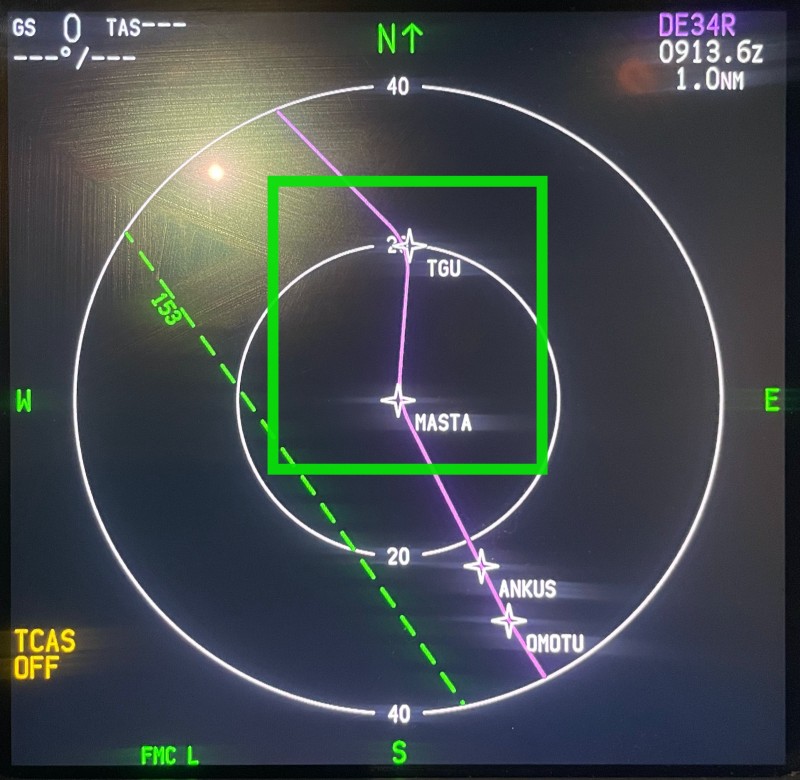 GS 0 TAS---
---°/---
N↑
DE34R
0913.6z
1.0NM
40
TGU
153
W
E
MASTA
20
ANKUS
OMOTU
TCAS
OFF
40
FMC L
S